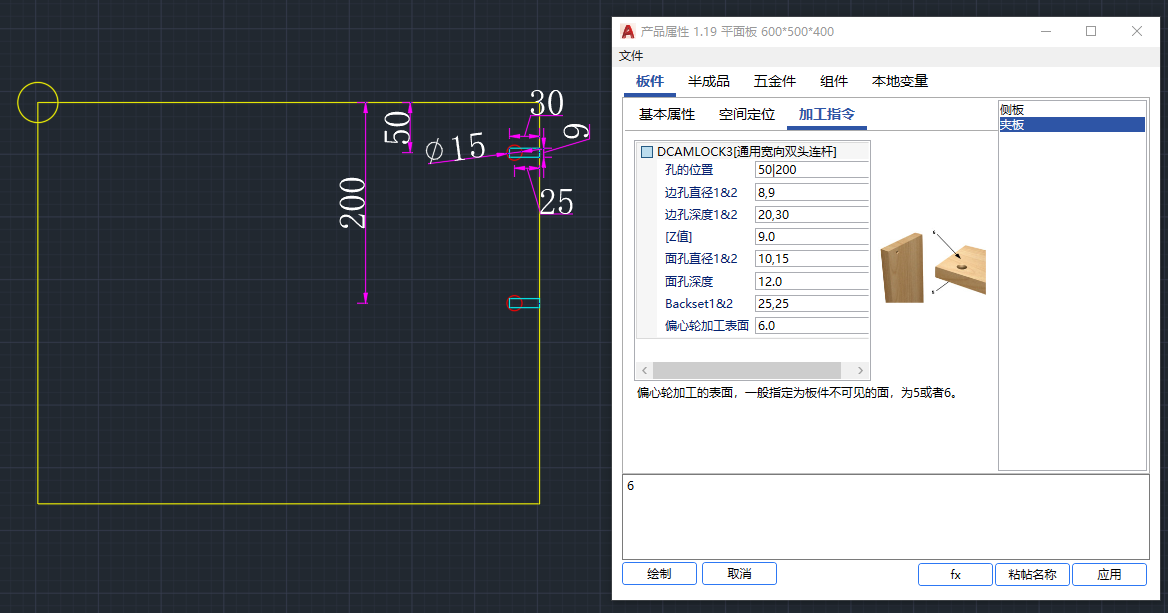 30
50
9
ϕ15
25
200
产品属性 1.19 平面板 600*500*400
文件
板件 半成品 五金件 组件 本地变量
基本属性 空间定位 加工指令
侧板
夹板
DCAMLOCK3[通用宽向双头连杆]
孔的位置 50|200
边孔直径1&2 8,9
边孔深度1&2 20,30
[Z值] 9.0
面孔直径1&2 10,15
面孔深度 12.0
Backset1&2 25,25
偏心轮加工表面 6.0
偏心轮加工的表面，一般指定为板件不可见的面，为5或者6。
6
绘制 取消 fx 粘帖名称 应用